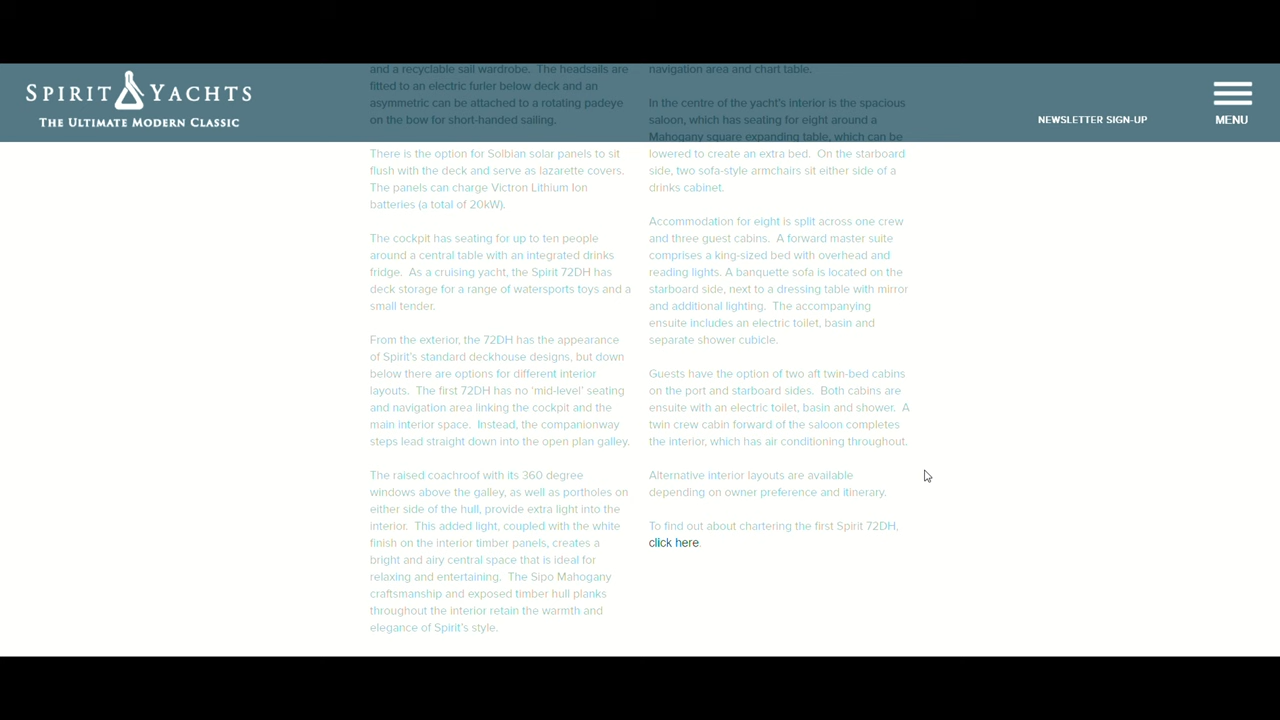 SPIRIT YACHTS
THE ULTIMATE MODERN CLASSIC
NEWSLETTER SIGN-UP
MENU
and a recyclable sail wardrobe. The headsails are
fitted to an electric furler below deck and an
asymmetric can be attached to a rotating padeye
on the bow for short-handed sailing.
There is the option for Solbian solar panels to sit
flush with the deck and serve as lazarette covers.
The panels can charge Victron Lithium Ion
batteries (a total of 20kW).
The cockpit has seating for up to ten people
around a central table with an integrated drinks
fridge. As a cruising yacht, the Spirit 72DH has
deck storage for a range of watersports toys and a
small tender.
From the exterior, the 72DH has the appearance
of Spirit's standard deckhouse designs, but down
below there are options for different interior
layouts. The first 72DH has no 'mid-level' seating
and navigation area linking the cockpit and the
main interior space. Instead, the companionway
steps lead straight down into the open plan galley.
The raised coachroof with its 360 degree
windows above the galley, as well as portholes on
either side of the hull, provide extra light into the
interior. This added light, coupled with the white
finish on the interior timber panels, creates a
bright and airy central space that is ideal for
relaxing and entertaining. The Sipo Mahogany
craftsmanship and exposed timber hull planks
throughout the interior retain the warmth and
elegance of Spirit's style.
navigation area and chart table.
In the centre of the yacht's interior is the spacious
saloon, which has seating for eight around a
Mahogany square expanding table, which can be
lowered to create an extra bed. On the starboard
side, two sofa-style armchairs sit either side of a
drinks cabinet.
Accommodation for eight is split across one crew
and three guest cabins. A forward master suite
comprises a king-sized bed with overhead and
reading lights. A banquette sofa is located on the
starboard side, next to a dressing table with mirror
and additional lighting. The accompanying
ensuite includes an electric toilet, basin and
separate shower cubicle.
Guests have the option of two aft twin-bed cabins
on the port and starboard sides. Both cabins are
ensuite with an electric toilet, basin and shower. A
twin crew cabin forward of the saloon completes
the interior, which has air conditioning throughout.
Alternative interior layouts are available
depending on owner preference and itinerary.
To find out about chartering the first Spirit 72DH,
click here.